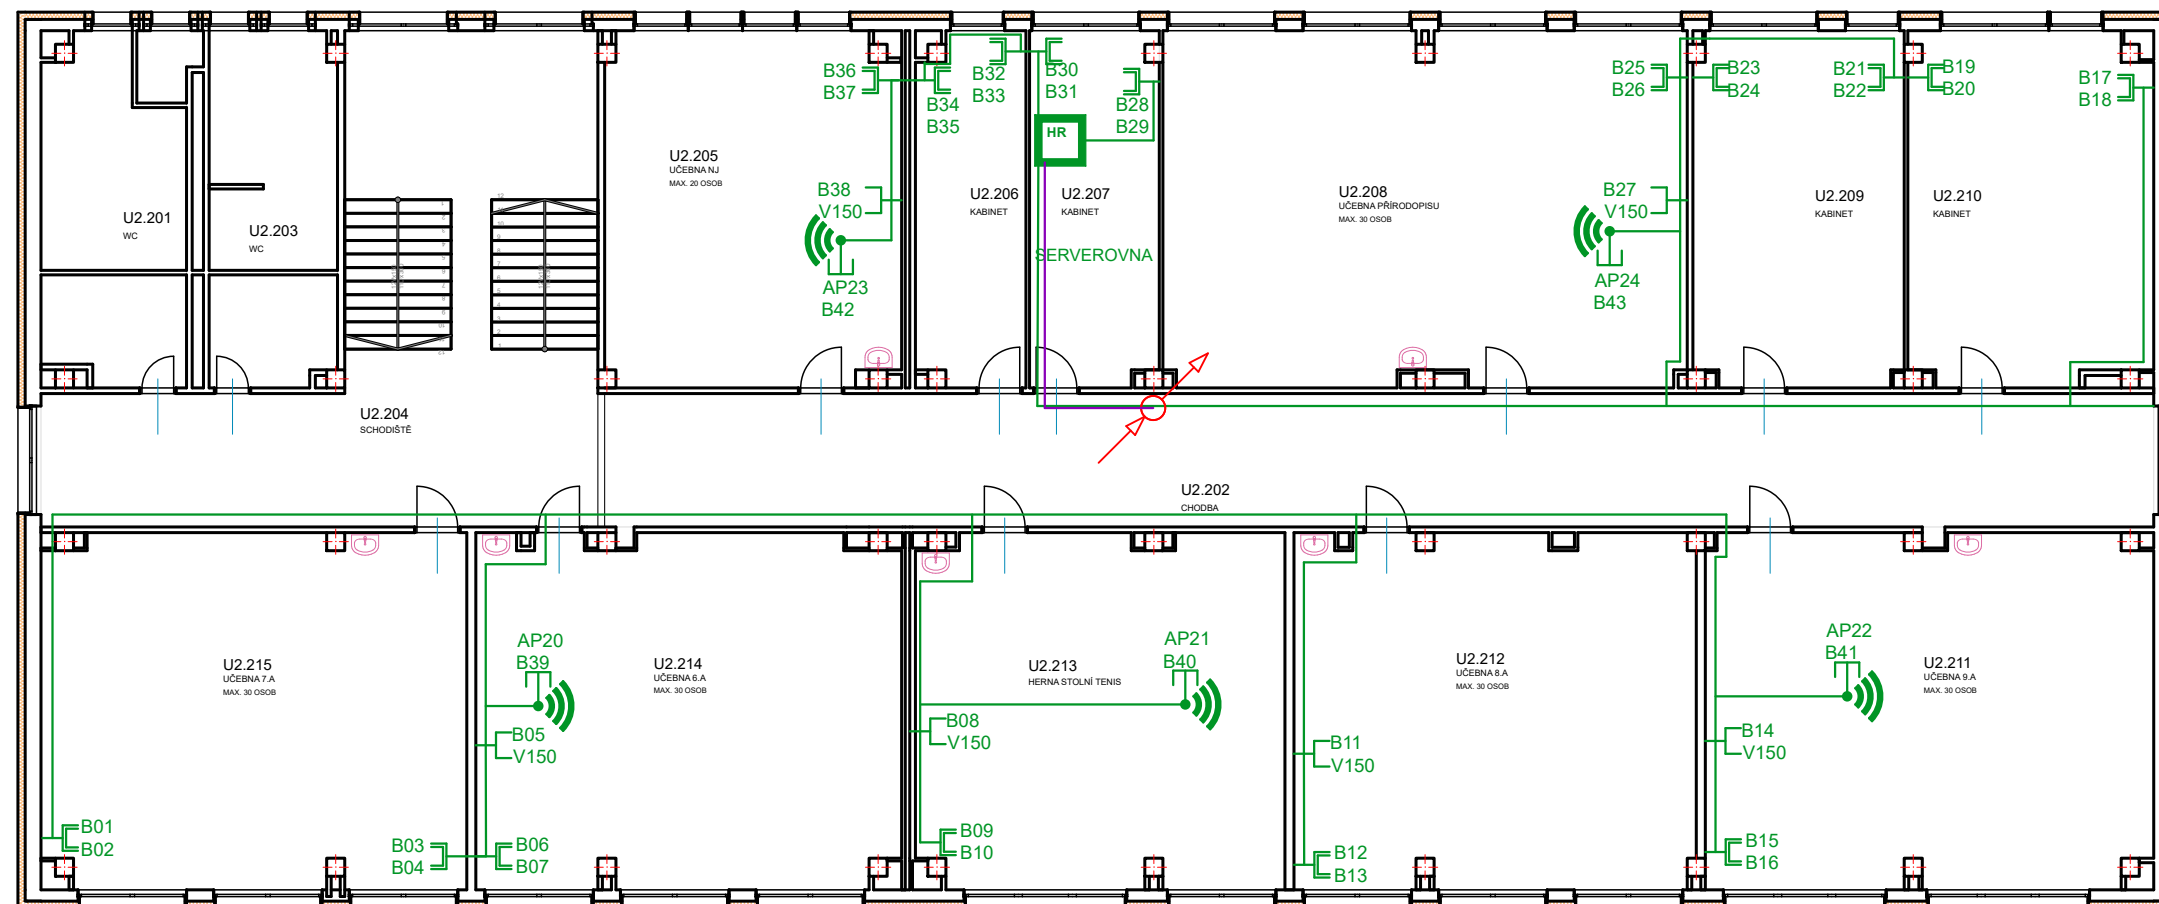 B36
B37
B34
B35
B32
B33
B30
B31
B28
B29
HR
B25
B26
B23
B24
B21
B22
B19
B20
B17
B18
U2.201
WC
U2.203
WC
U2.205
UČEBNA NJ
MAX. 20 OSOB
B38
V150
AP23
B42
U2.206
KABINET
U2.207
KABINET
SERVEROVNA
U2.208
UČEBNA PŘÍRODOPISU
MAX. 30 OSOB
B27
V150
AP24
B43
U2.209
KABINET
U2.210
KABINET
U2.204
SCHODIŠTĚ
U2.202
CHODBA
U2.215
UČEBNA 7.A
MAX. 30 OSOB
B01
B02
B03
B04
AP20
B39
U2.214
UČEBNA 6.A
MAX. 30 OSOB
B05
V150
B06
B07
U2.213
HERNA STOLNÍ TENIS
AP21
B40
B08
V150
B09
B10
U2.212
UČEBNA 8.A
MAX. 30 OSOB
B11
V150
B12
B13
AP22
B41
U2.211
UČEBNA 9.A
MAX. 30 OSOB
B14
V150
B15
B16